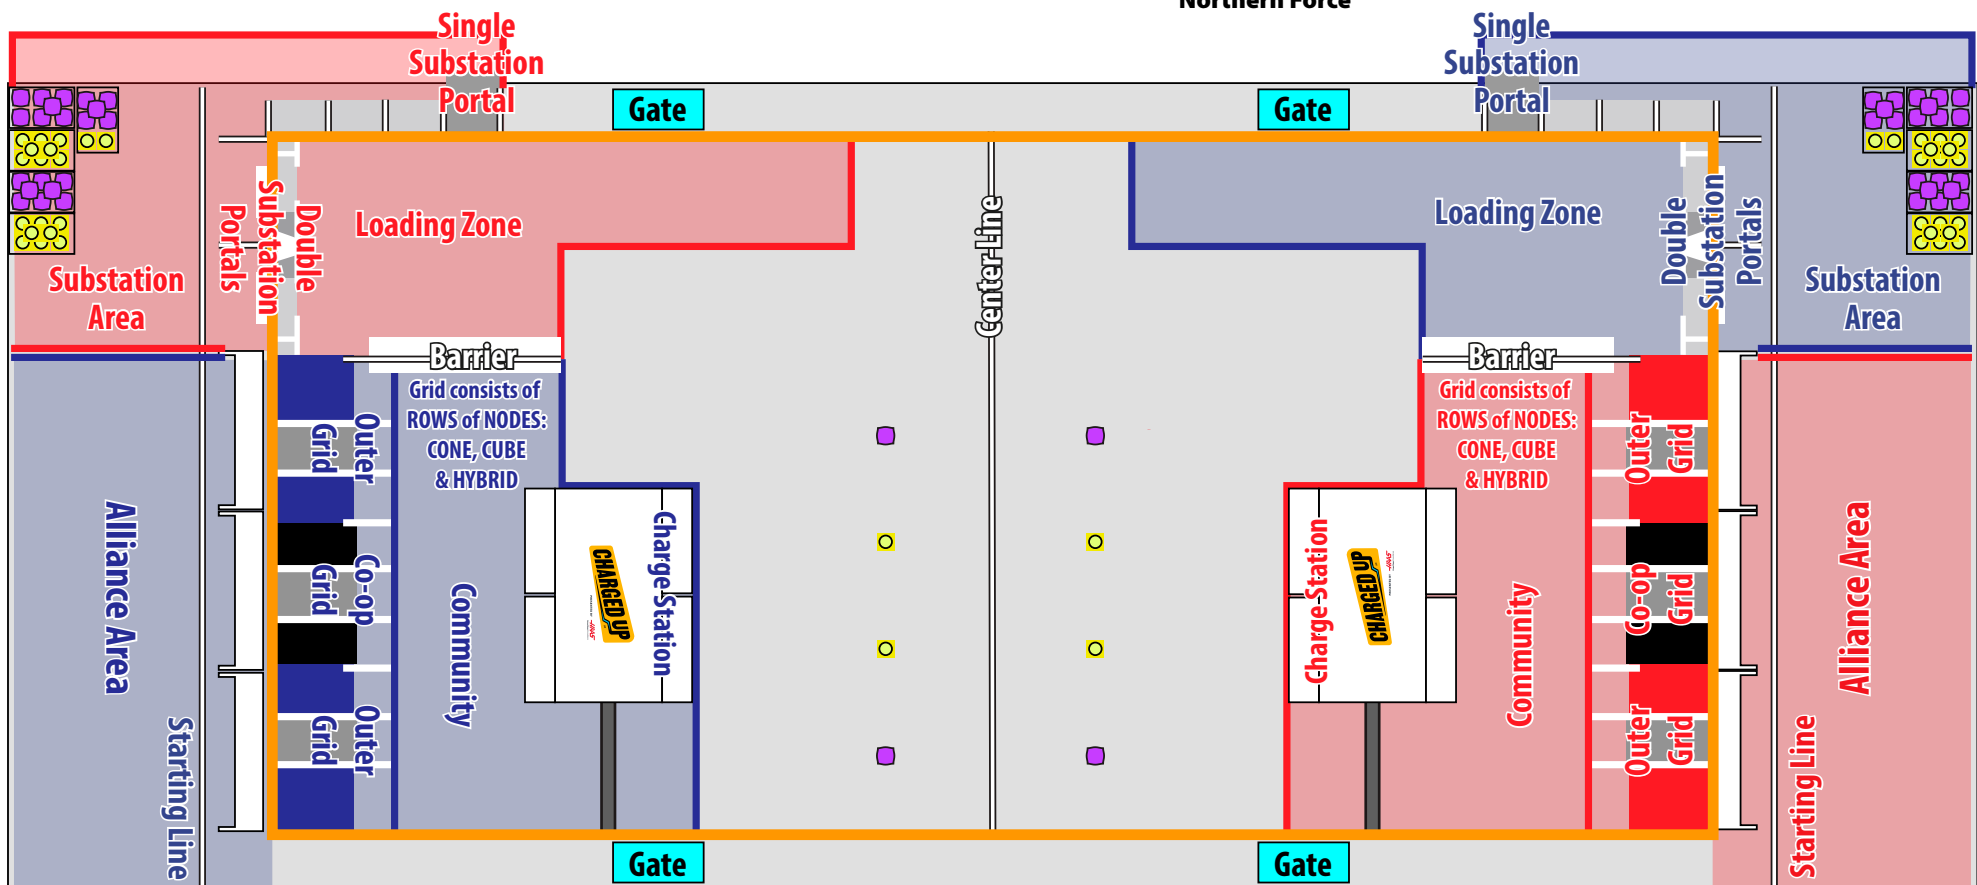 Northern Force
Single
Substation
Portal
Single
Substation
Portal
Gate
Gate
Double
Substation
Portals
Loading Zone
Center-Line
Loading Zone
Double
Substation
Portals
Substation
Area
Substation
Area
Barrier
Barrier
Grid consists of
ROWS of NODES:
CONE, CUBE
& HYBRID
Grid consists of
ROWS of NODES:
CONE, CUBE
& HYBRID
Outer
Grid
Outer
Grid
Alliance Area
Co-op
Grid
Community
CHARGED UP
Charge Station
Charge Station
CHARGED UP
Community
Co-op
Grid
Alliance Area
Outer
Grid
Outer
Grid
Starting Line
Starting Line
Gate
Gate